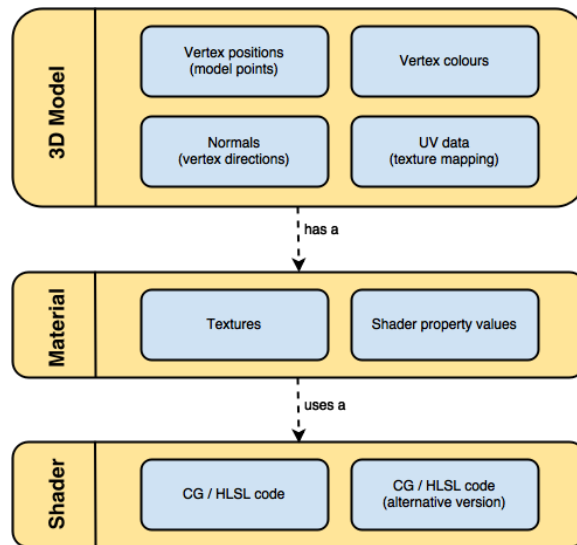 3D Model
Vertex positions
(model points)
Vertex colours
Normals
(vertex directions)
UV data
(texture mapping)
has a
Material
Textures
Shader property values
uses a
Shader
CG / HLSL code
CG / HLSL code
(alternative version)